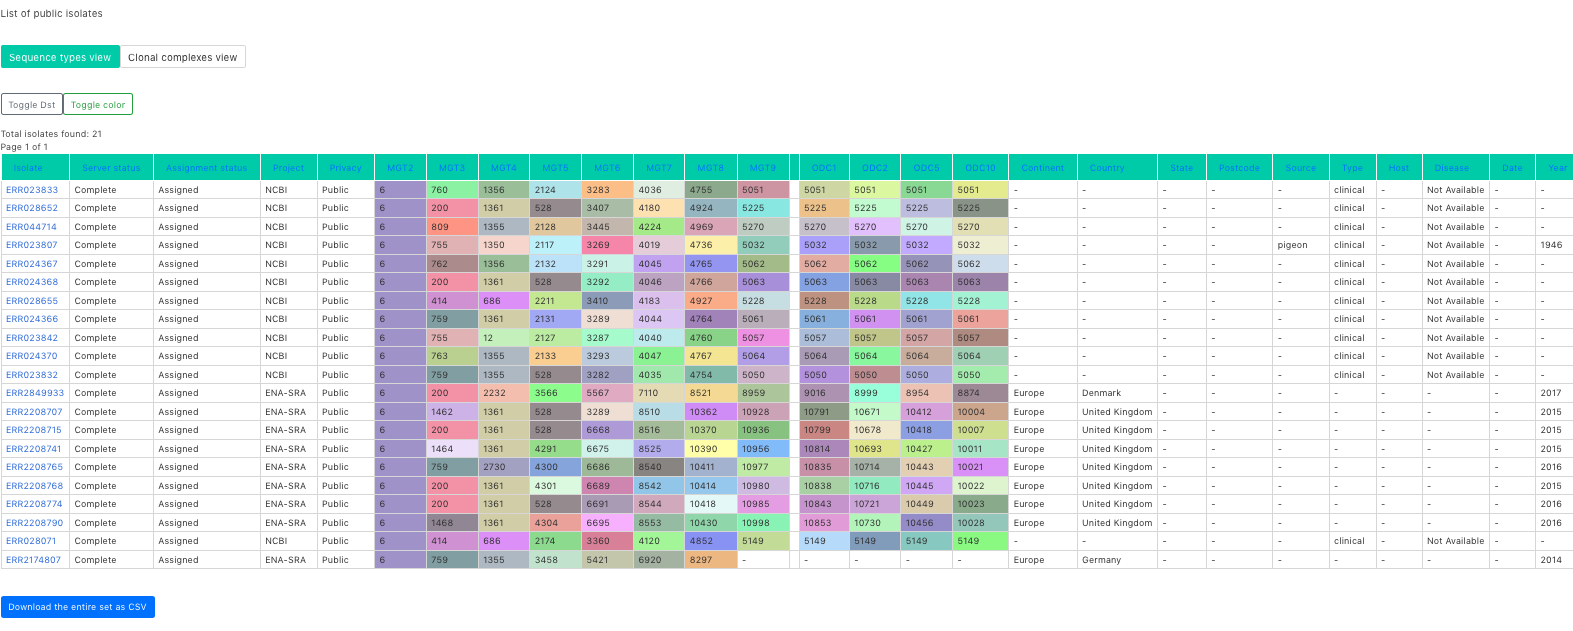 List of public isolates
Sequence types view Clonal complexes view
Toggle Dst Toggle color
Total isolates found: 21
Page 1 of 1
Isolate Server status Assignment status Project Privacy MGT2 MGT3 MGT4 MGT5 MGT6 MGT7 MGT8 MGT9 ODC1 ODC2 ODC5 ODC10 Continent Country State Postcode Source Type Host Disease Date Year
ERR023833 Complete Assigned NCBI Public 6 760 1356 2124 3283 4036 4755 5051 5051 5051 5051 5051 - - - - - clinical - Not Available - -
ERR028652 Complete Assigned NCBI Public 6 200 1361 528 3407 4180 4924 5225 5225 5225 5225 5225 - - - - - clinical - Not Available - -
ERR044714 Complete Assigned NCBI Public 6 809 1355 2128 3445 4224 4969 5270 5270 5270 5270 5270 - - - - - clinical - Not Available - -
ERR023807 Complete Assigned NCBI Public 6 755 1350 2117 3269 4019 4736 5032 5032 5032 5032 5032 - - - - pigeon clinical - Not Available - 1946
ERR024367 Complete Assigned NCBI Public 6 762 1356 2132 3291 4045 4765 5062 5062 5062 5062 5062 - - - - - clinical - Not Available - -
ERR024368 Complete Assigned NCBI Public 6 200 1361 528 3292 4046 4766 5063 5063 5063 5063 5063 - - - - - clinical - Not Available - -
ERR028655 Complete Assigned NCBI Public 6 414 686 2211 3410 4183 4927 5228 5228 5228 5228 5228 - - - - - clinical - Not Available - -
ERR024366 Complete Assigned NCBI Public 6 759 1361 2131 3289 4044 4764 5061 5061 5061 5061 5061 - - - - - clinical - Not Available - -
ERR023842 Complete Assigned NCBI Public 6 755 12 2127 3287 4040 4760 5057 5057 5057 5057 5057 - - - - - clinical - Not Available - -
ERR024370 Complete Assigned NCBI Public 6 763 1355 2133 3293 4047 4767 5064 5064 5064 5064 5064 - - - - - clinical - Not Available - -
ERR023832 Complete Assigned NCBI Public 6 759 1355 528 3282 4035 4754 5050 5050 5050 5050 5050 - - - - - clinical - Not Available - -
ERR2849933 Complete Assigned ENA-SRA Public 6 200 2232 3566 5567 7110 8521 8959 9016 8999 8954 8874 Europe Denmark - - - - - - - 2017
ERR2208707 Complete Assigned ENA-SRA Public 6 1462 1361 528 3289 8510 10362 10928 10791 10671 10412 10004 Europe United Kingdom - - - - - - - 2015
ERR2208715 Complete Assigned ENA-SRA Public 6 200 1361 528 6668 8516 10370 10936 10799 10678 10418 10007 Europe United Kingdom - - - - - - - 2015
ERR2208741 Complete Assigned ENA-SRA Public 6 1464 1361 4291 6675 8525 10390 10956 10814 10693 10427 10011 Europe United Kingdom - - - - - - - 2015
ERR2208765 Complete Assigned ENA-SRA Public 6 759 2730 4300 6686 8540 10411 10977 10835 10714 10443 10021 Europe United Kingdom - - - - - - - 2016
ERR2208768 Complete Assigned ENA-SRA Public 6 200 1361 4301 6689 8542 10414 10980 10838 10716 10445 10022 Europe United Kingdom - - - - - - - 2015
ERR2208774 Complete Assigned ENA-SRA Public 6 200 1361 528 6691 8544 10418 10985 10843 10721 10449 10023 Europe United Kingdom - - - - - - - 2016
ERR2208790 Complete Assigned ENA-SRA Public 6 1468 1361 4304 6695 8553 10430 10998 10853 10730 10456 10028 Europe United Kingdom - - - - - - - 2016
ERR028071 Complete Assigned NCBI Public 6 414 686 2174 3360 4120 4852 5149 5149 5149 5149 5149 - - - - - clinical - Not Available - -
ERR2174807 Complete Assigned ENA-SRA Public 6 759 1355 3458 5421 6920 8297 - - - - - Europe Germany - - - - - - - 2014
Download the entire set as CSV